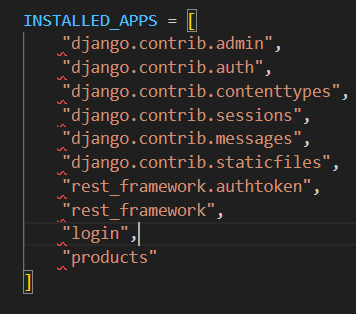 INSTALLED_APPS = [
"django.contrib.admin",
"django.contrib.auth",
"django.contrib.contenttypes",
"django.contrib.sessions",
"django.contrib.messages",
"django.contrib.staticfiles",
"rest_framework.authtoken",
"rest_framework",
"login",
"products"
]